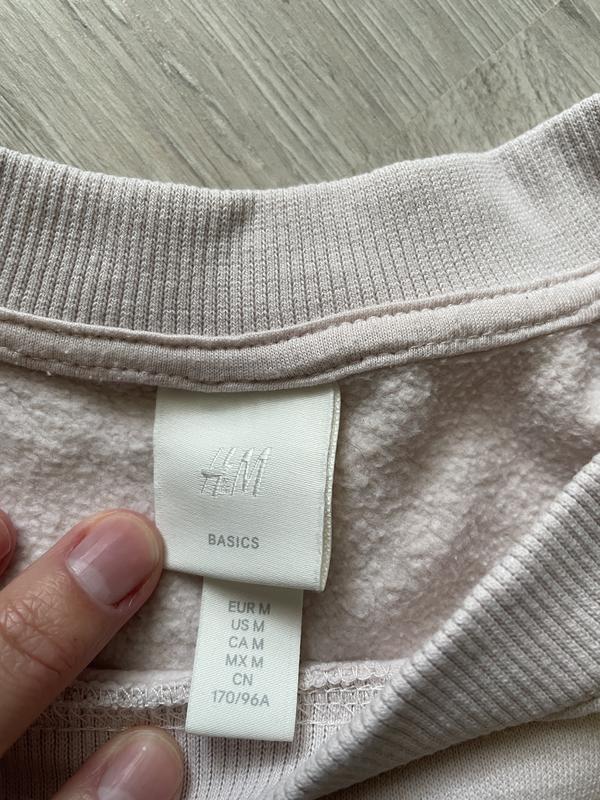 H&M
BASICS
EUR M
US M
CA M
MX M
CN
170/96A